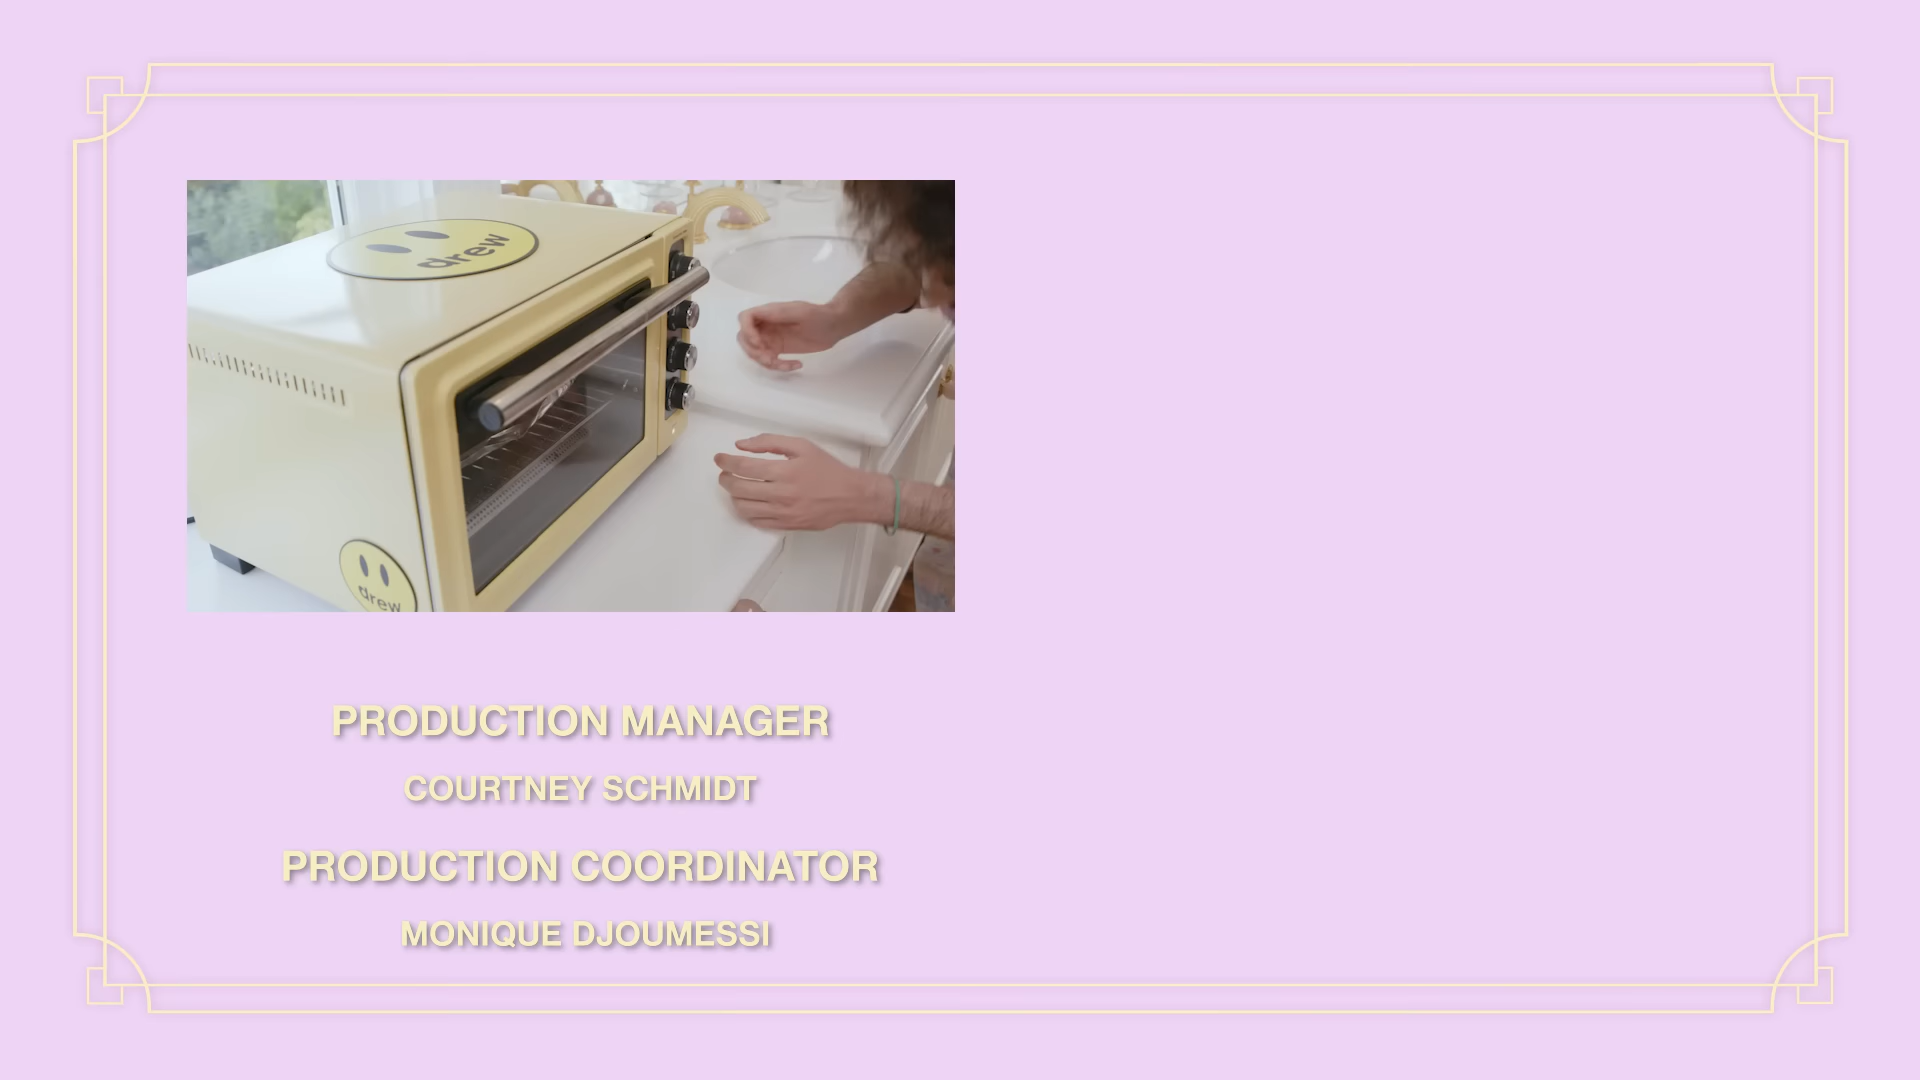 drew
drew
PRODUCTION MANAGER
COURTNEY SCHMIDT
PRODUCTION COORDINATOR
MONIQUE DJOUMESSI